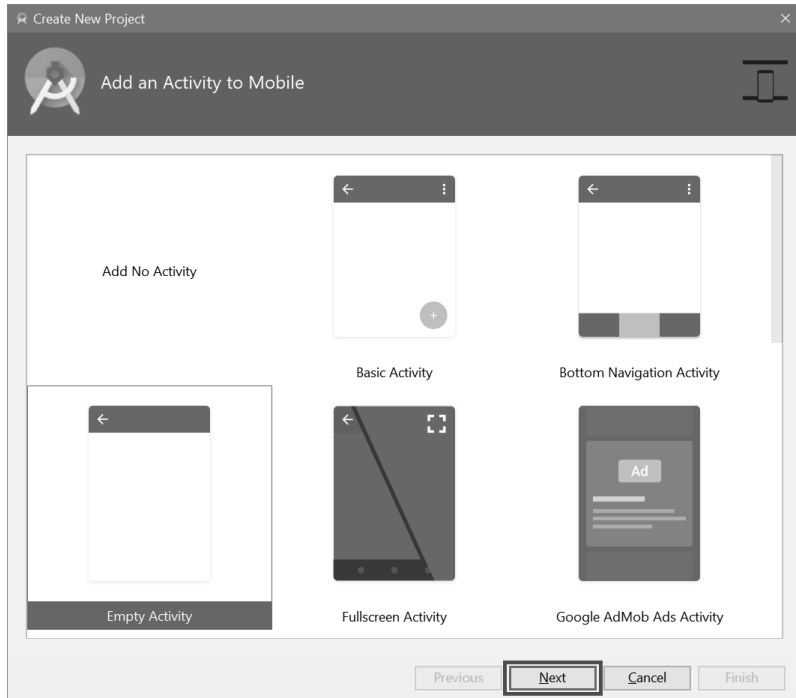 Create New Project
Add an Activity to Mobile
Add No Activity
Basic Activity
Bottom Navigation Activity
Ad
Empty Activity
Fullscreen Activity
Google AdMob Ads Activity
Previous
Next
Cancel
Finish